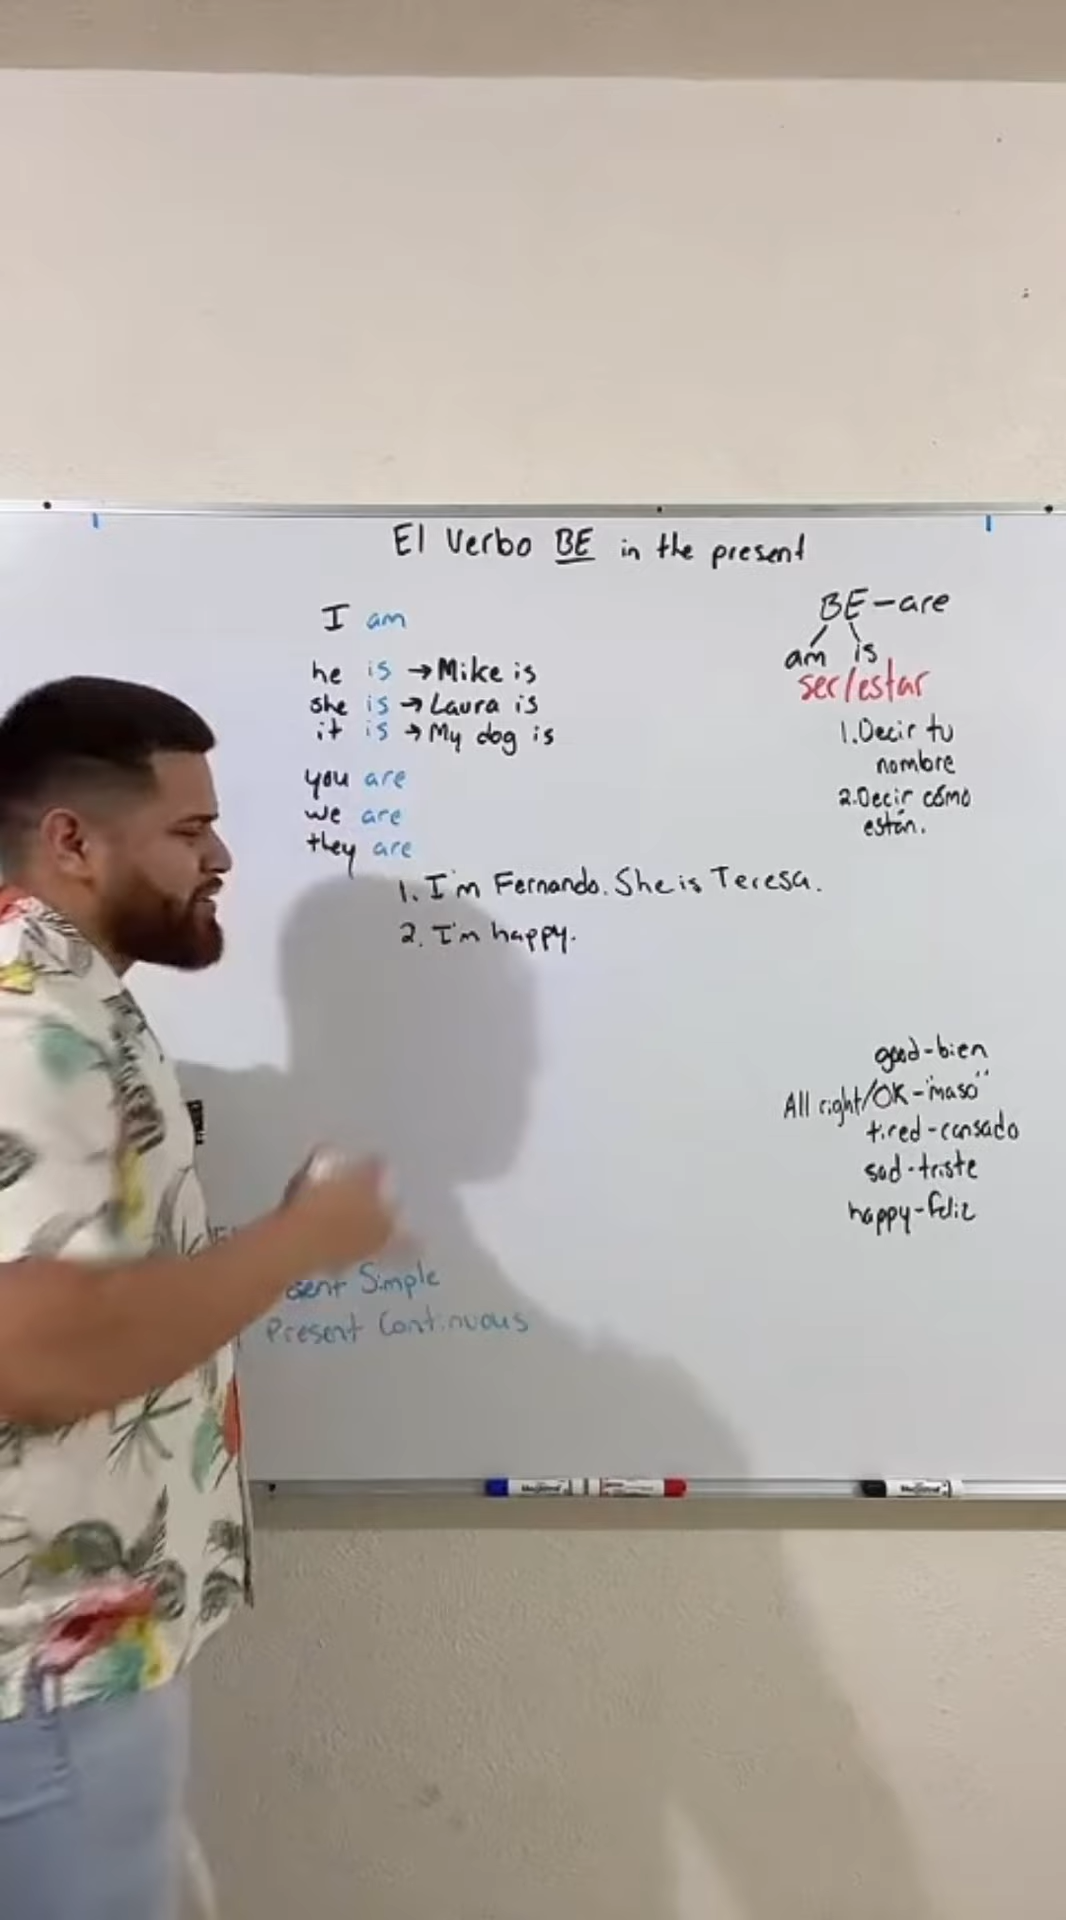 El Verbo BE in the present
I am
he is → Mike is
she is → Laura is
it is → My dog is
you are
we are
they are
1. I'm Fernando. She is Teresa.
2. I'm happy.
BE - are
am is
ser/estar
1. Decir tu
nombre
2. Decir cómo
están.
good - bien
All right/OK - "maso"
tired - cansado
sad - triste
happy - feliz
Simple
Present Continuous